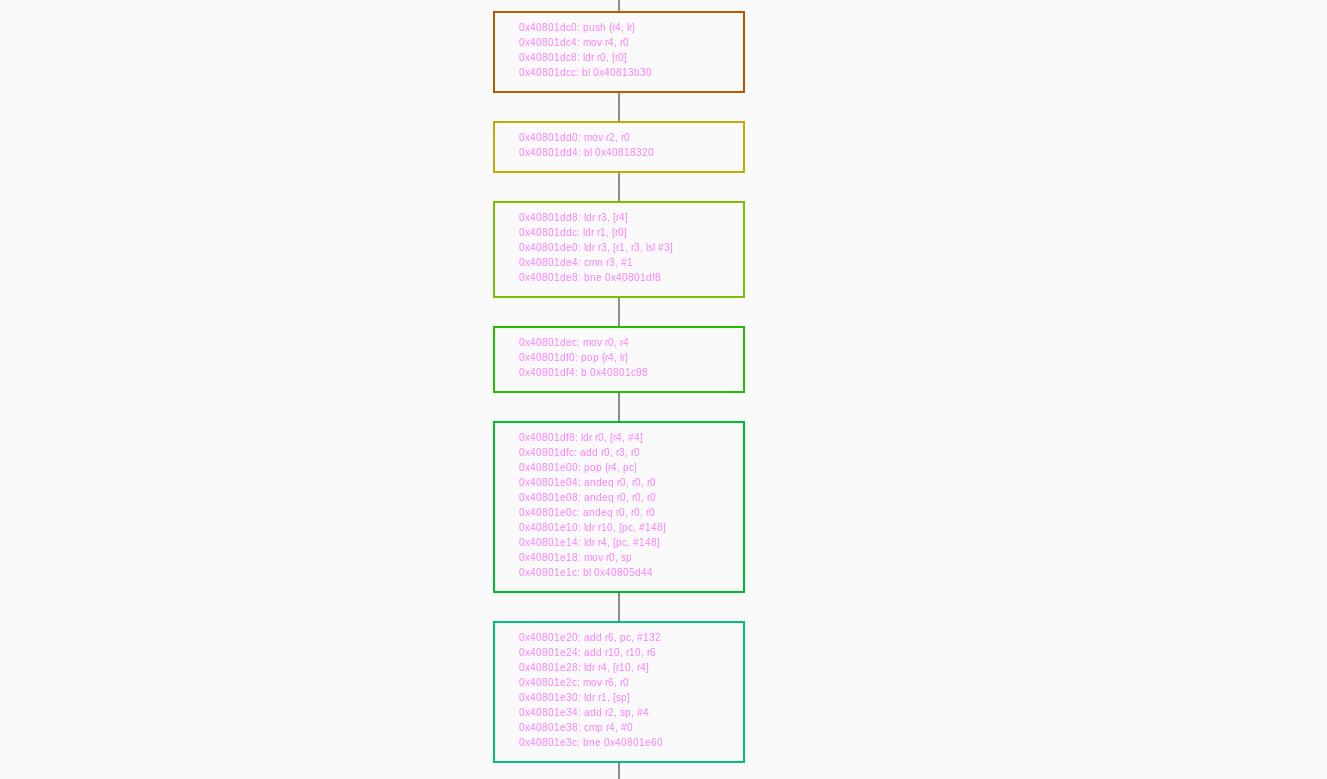 0x40801dc0: push {r4, lr}
0x40801dc4: mov r4, r0
0x40801dc8: ldr r0, [r0]
0x40801dcc: bl 0x40813b30
0x40801dd0: mov r2, r0
0x40801dd4: bl 0x40818320
0x40801dd8: ldr r3, [r4]
0x40801ddc: ldr r1, [r0]
0x40801de0: ldr r3, [r1, r3, lsl #3]
0x40801de4: cmn r3, #1
0x40801de8: bne 0x40801df8
0x40801dec: mov r0, r4
0x40801df0: pop {r4, lr}
0x40801df4: b 0x40801c98
0x40801df8: ldr r0, [r4, #4]
0x40801dfc: add r0, r3, r0
0x40801e00: pop {r4, pc}
0x40801e04: andeq r0, r0, r0
0x40801e08: andeq r0, r0, r0
0x40801e0c: andeq r0, r0, r0
0x40801e10: ldr r10, [pc, #148]
0x40801e14: ldr r4, [pc, #148]
0x40801e18: mov r0, sp
0x40801e1c: bl 0x40805d44
0x40801e20: add r6, pc, #132
0x40801e24: add r10, r10, r6
0x40801e28: ldr r4, [r10, r4]
0x40801e2c: mov r6, r0
0x40801e30: ldr r1, [sp]
0x40801e34: add r2, sp, #4
0x40801e38: cmp r4, #0
0x40801e3c: bne 0x40801e60